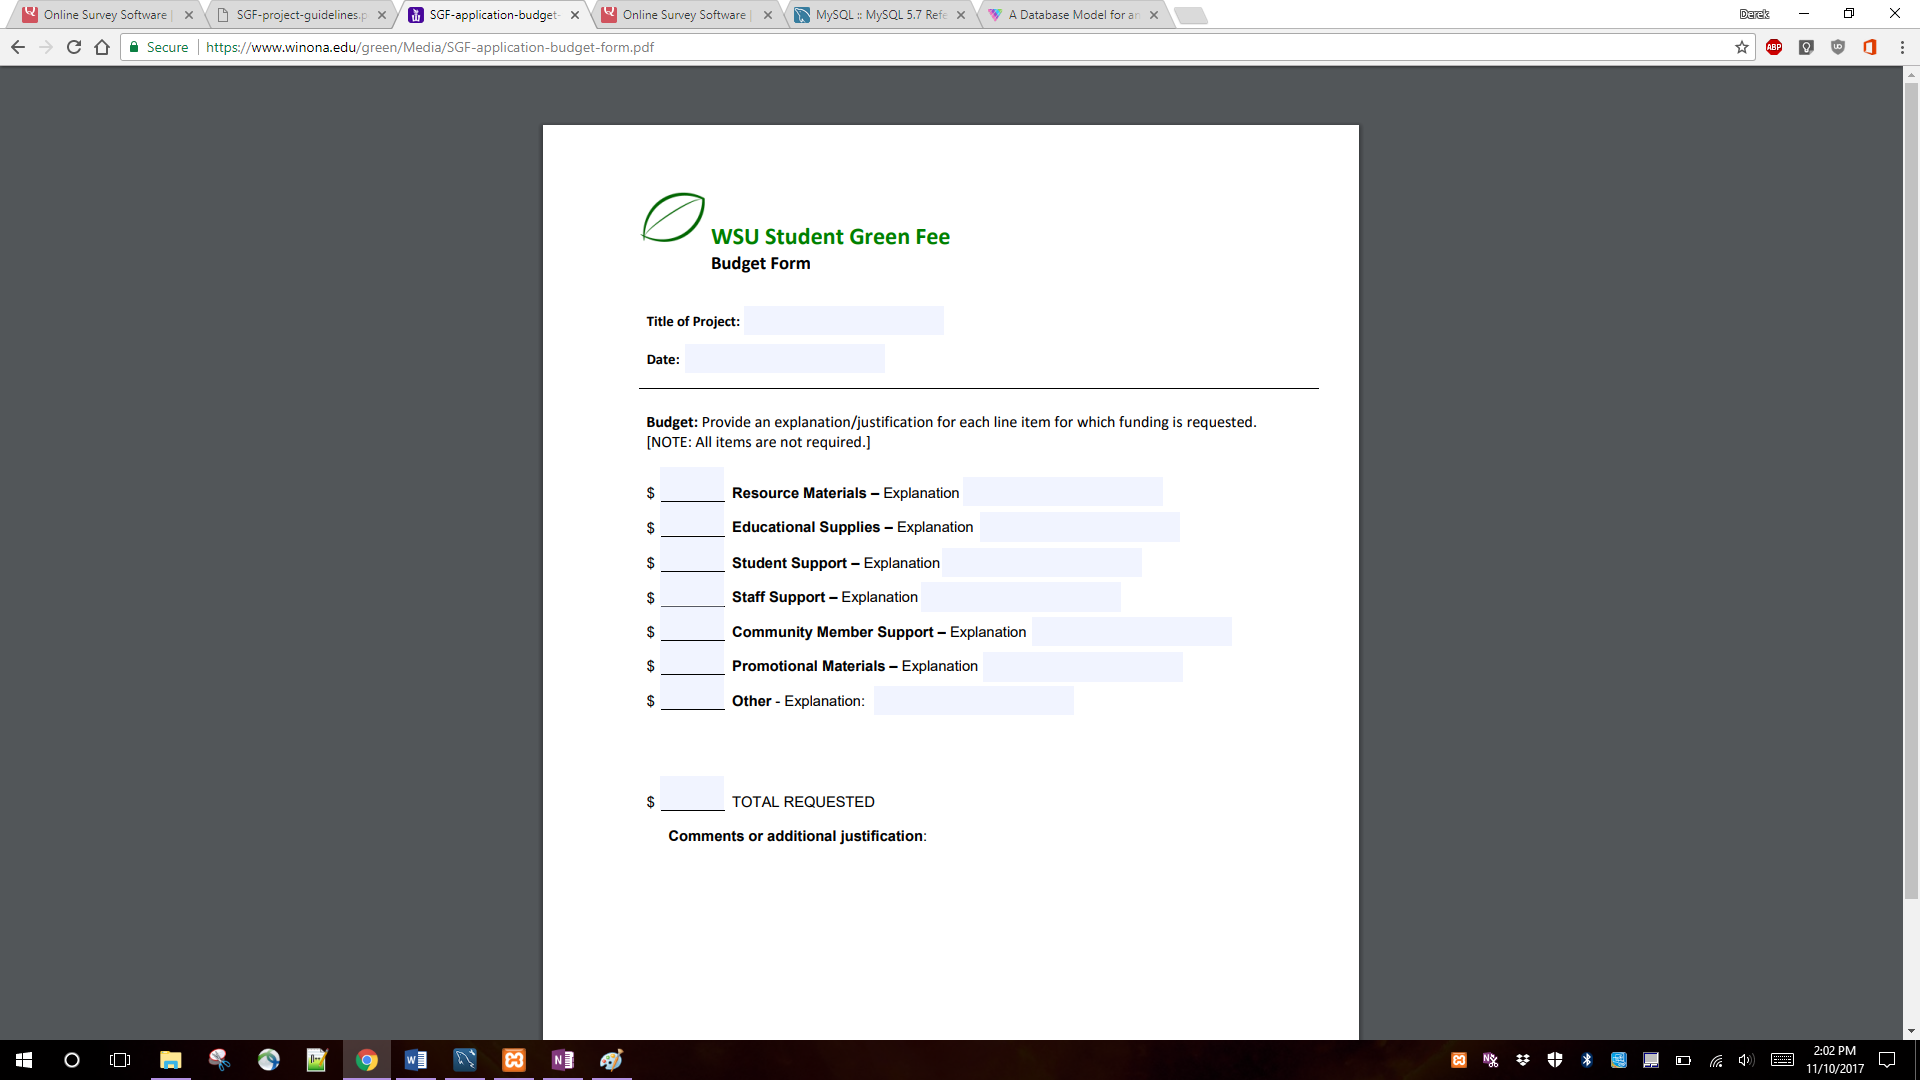 Online Survey Software |
SGF-project-guidelines.p
SGF-application-budget-
Online Survey Software |
MySQL :: MySQL 5.7 Refe
A Database Model for an
Derek
Secure
https://www.winona.edu/green/Media/SGF-application-budget-form.pdf
ABP
WSU Student Green Fee
Budget Form
Title of Project:
Date:
Budget: Provide an explanation/justification for each line item for which funding is requested.
[NOTE: All items are not required.]
$ Resource Materials – Explanation
$ Educational Supplies – Explanation
$ Student Support – Explanation
$ Staff Support – Explanation
$ Community Member Support – Explanation
$ Promotional Materials – Explanation
$ Other - Explanation:
$ TOTAL REQUESTED
Comments or additional justification:
2:02 PM
11/10/2017